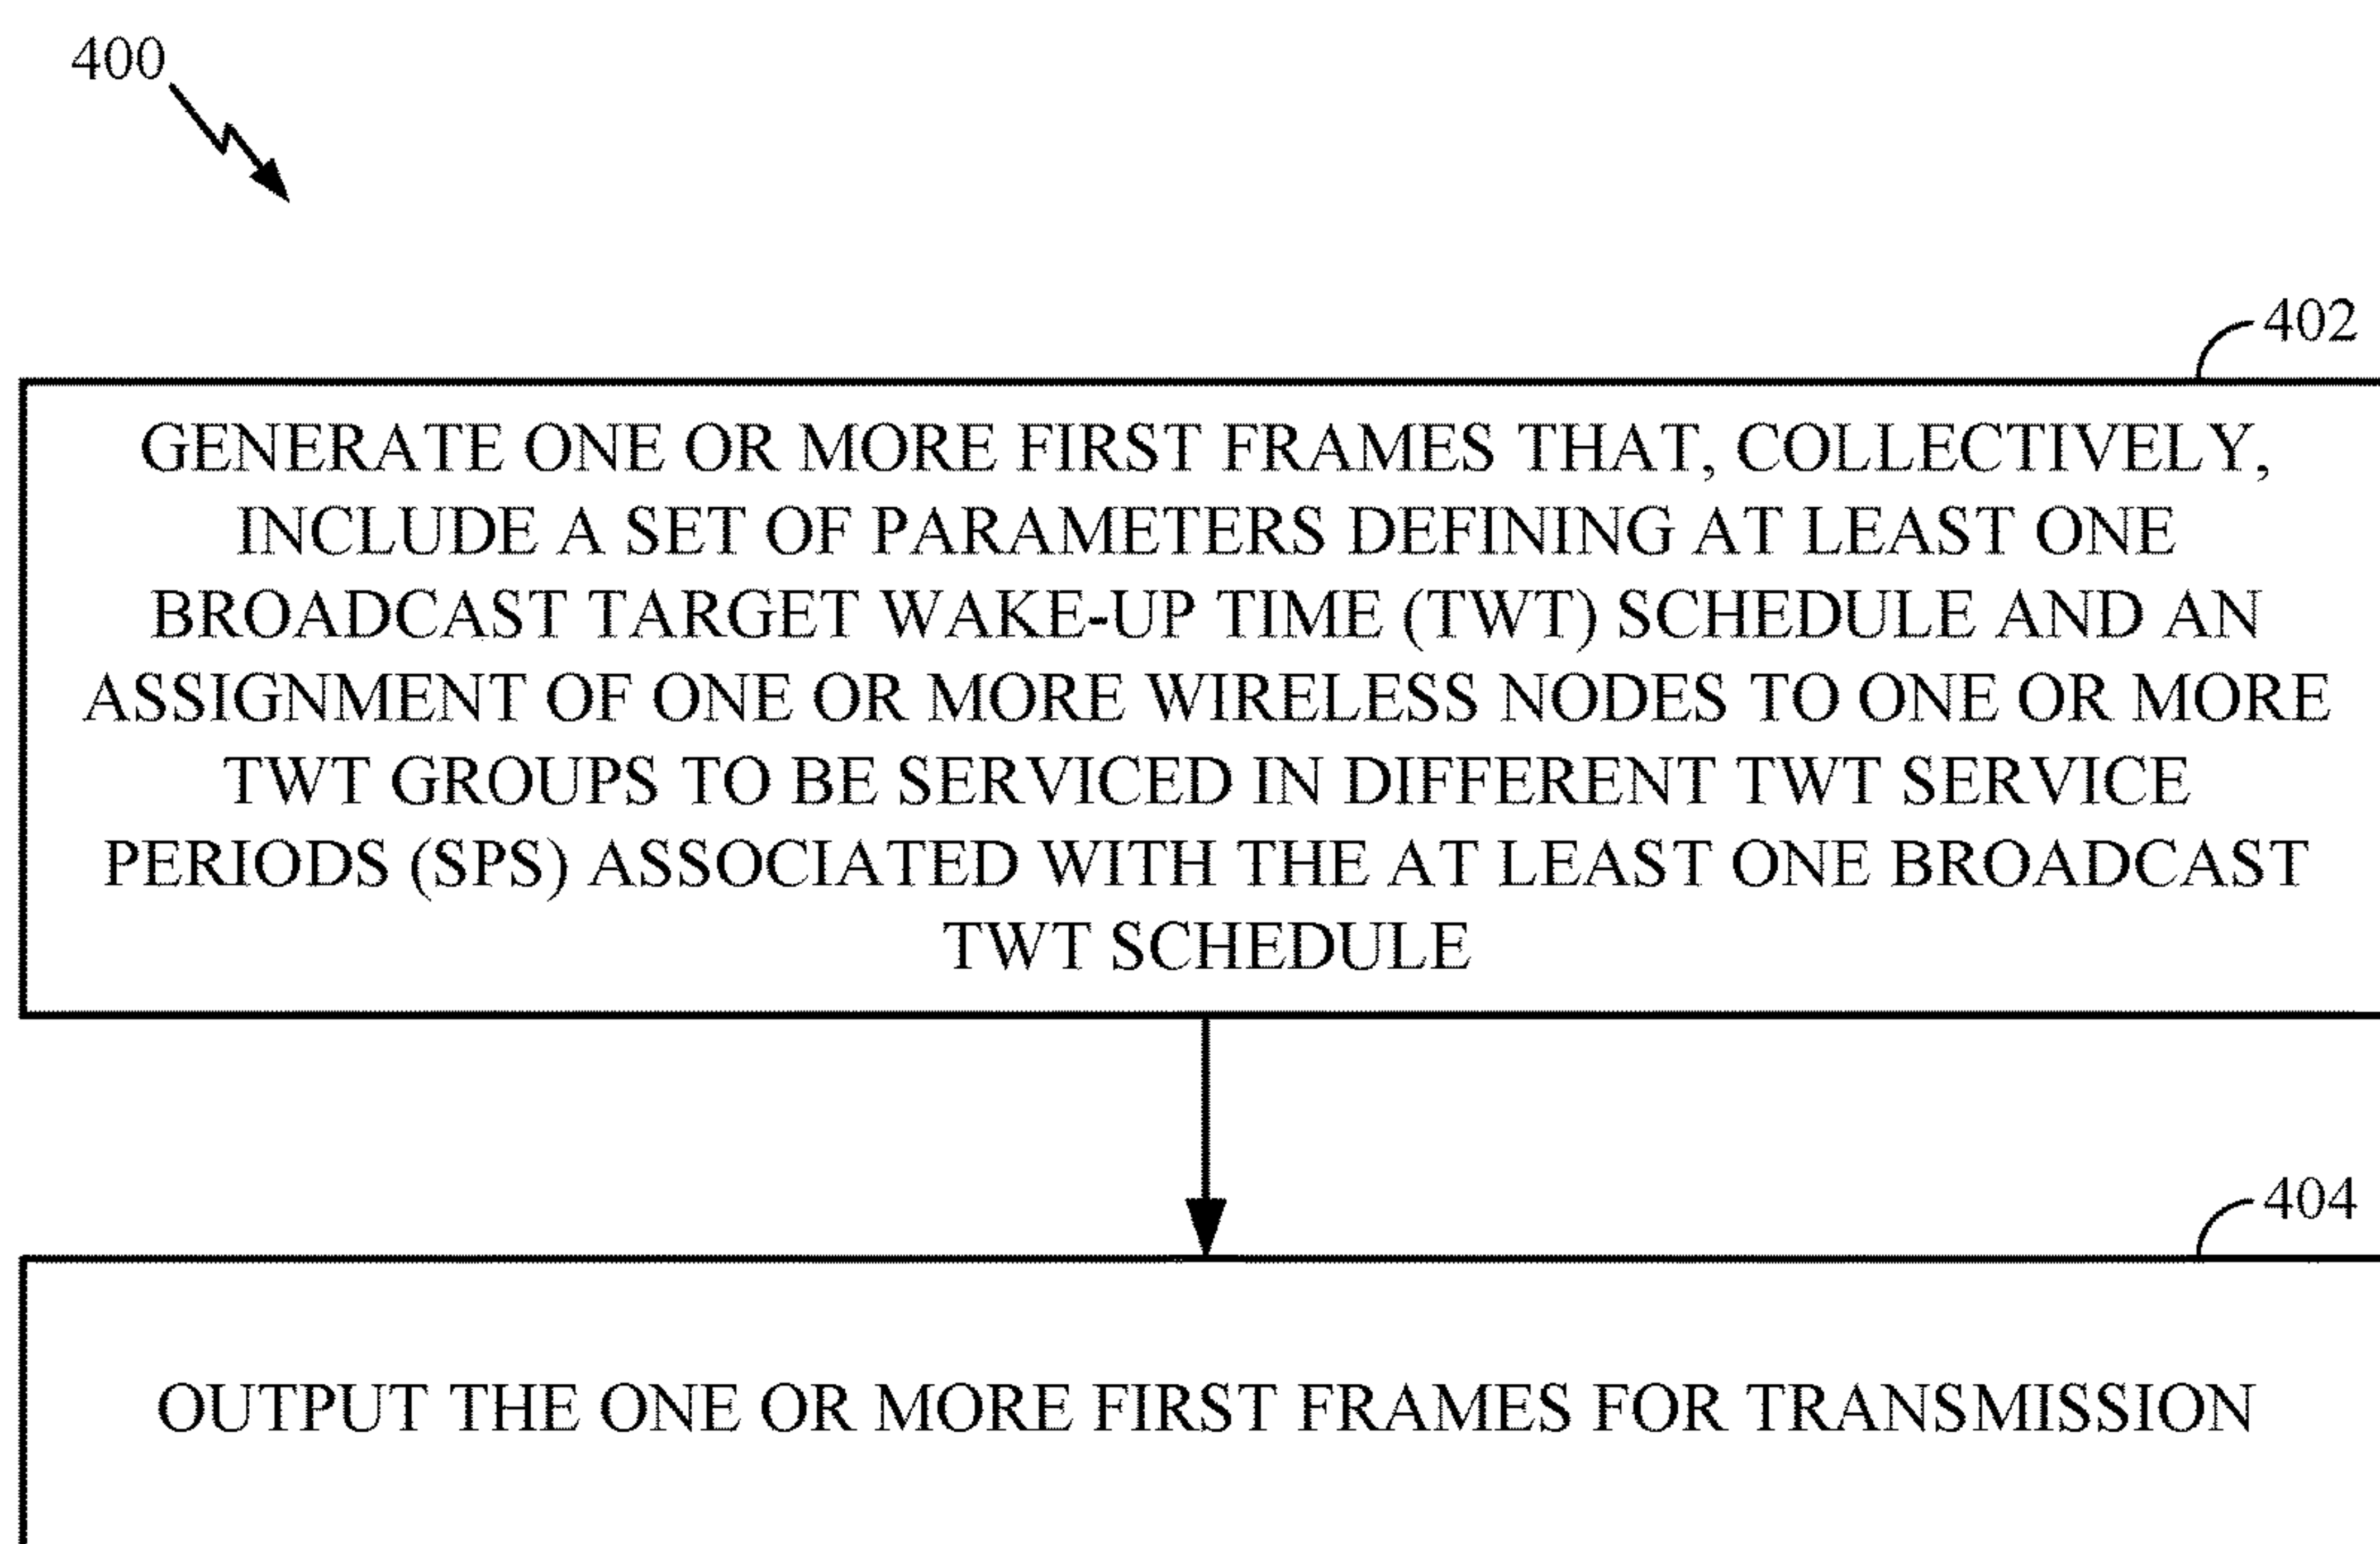 400
402
GENERATE ONE OR MORE FIRST FRAMES THAT, COLLECTIVELY,
INCLUDE A SET OF PARAMETERS DEFINING AT LEAST ONE
BROADCAST TARGET WAKE-UP TIME (TWT) SCHEDULE AND AN
ASSIGNMENT OF ONE OR MORE WIRELESS NODES TO ONE OR MORE
TWT GROUPS TO BE SERVICED IN DIFFERENT TWT SERVICE
PERIODS (SPS) ASSOCIATED WITH THE AT LEAST ONE BROADCAST
TWT SCHEDULE
404
OUTPUT THE ONE OR MORE FIRST FRAMES FOR TRANSMISSION